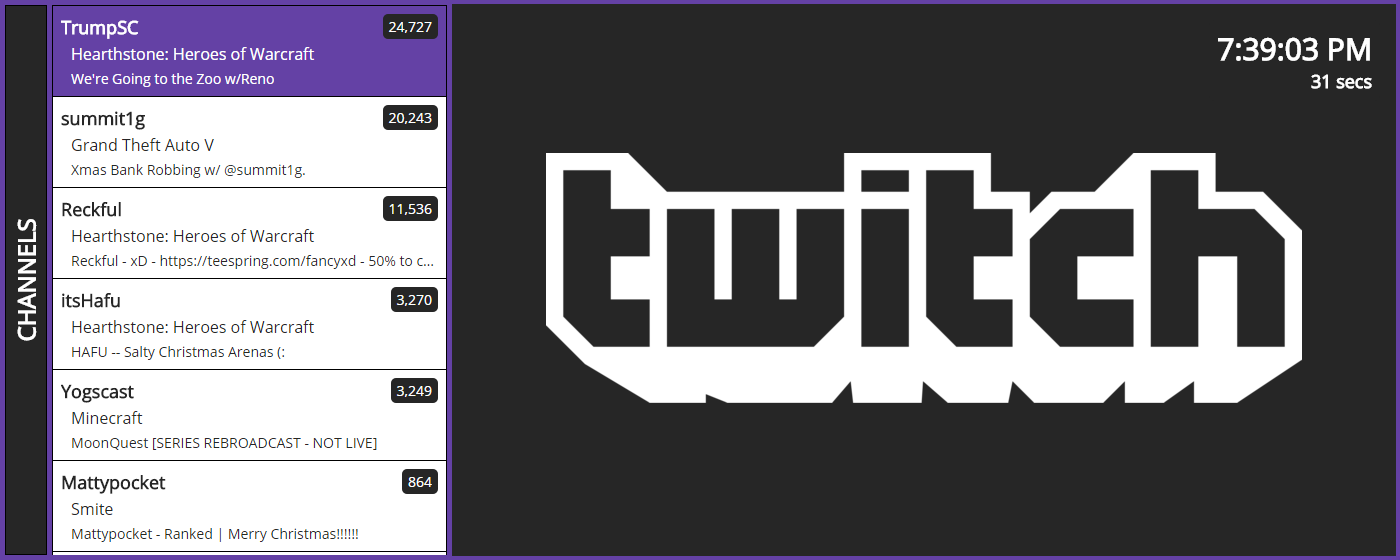 CHANNELS
TrumpSC 24,727
Hearthstone: Heroes of Warcraft
We're Going to the Zoo w/Reno
summit1g 20,243
Grand Theft Auto V
Xmas Bank Robbing w/ @summit1g.
Reckful 11,536
Hearthstone: Heroes of Warcraft
Reckful - xD - https://teespring.com/fancyxd - 50% to c...
itsHafu 3,270
Hearthstone: Heroes of Warcraft
HAFU -- Salty Christmas Arenas (:
Yogscast 3,249
Minecraft
MoonQuest [SERIES REBROADCAST - NOT LIVE]
Mattypocket 864
Smite
Mattypocket - Ranked | Merry Christmas!!!!!!
7:39:03 PM
31 secs
twitch